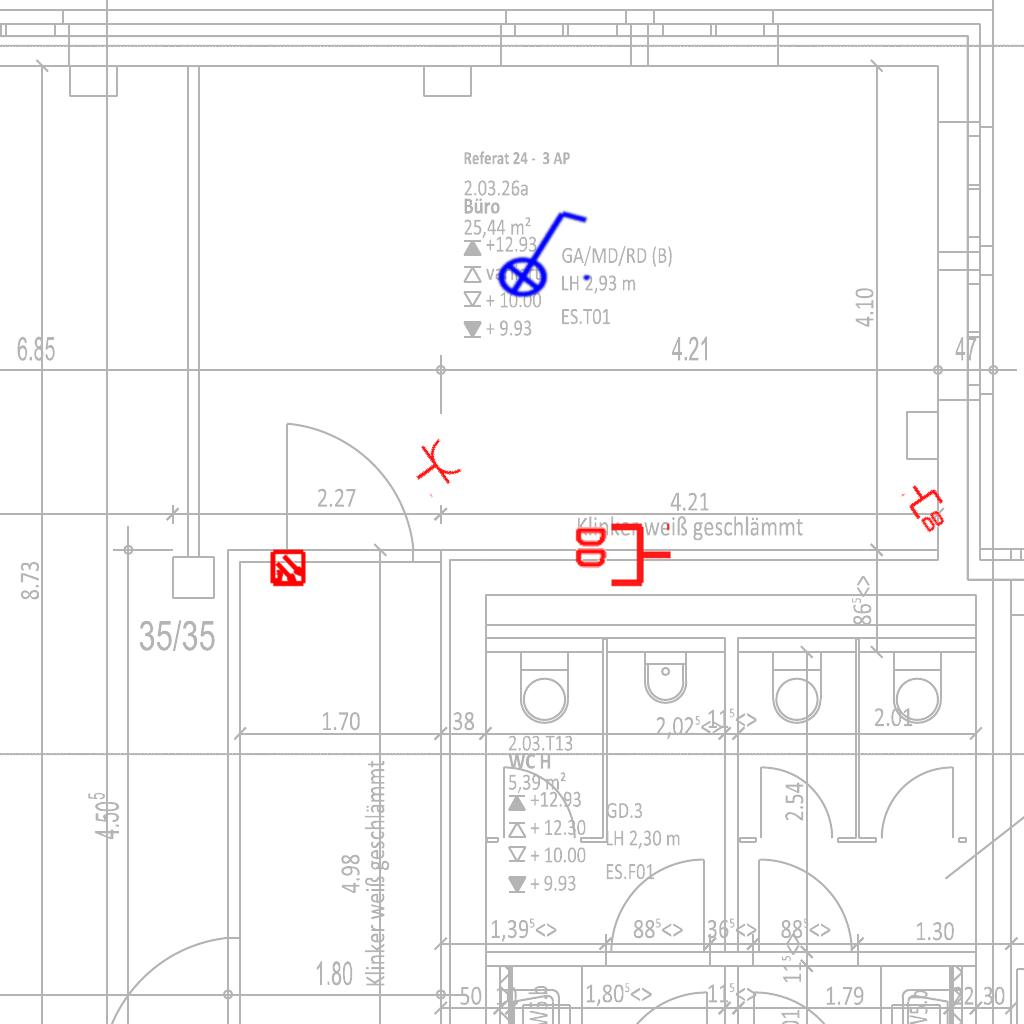 Referat 24 - 3 AP
2.03.26a
Büro
25,44 m²
+12.93
GA/MD/RD (B)
LH 2,93 m
+ 10.00
ES.T01
+ 9.93
4.10
6.85
4.21
47
2.27
4.21
Klinker weiß geschlämmt
8.73
86⁵<>
35/35
1.70
38
2,02⁵<>
11⁵<>
2.01
2.03.T13
WC H
5,39 m²
+12.93
GD.3
+ 12.30
LH 2,30 m
+ 10.00
ES.F01
+ 9.93
2.54
4.50⁵
4.98
Klinker weiß geschlämmt
1,39⁵<>
88⁵<>
36⁵<>
88⁵<>
1.30
11⁵<>
1.80
50
1,80⁵<>
11⁵<>
1.79
22,30